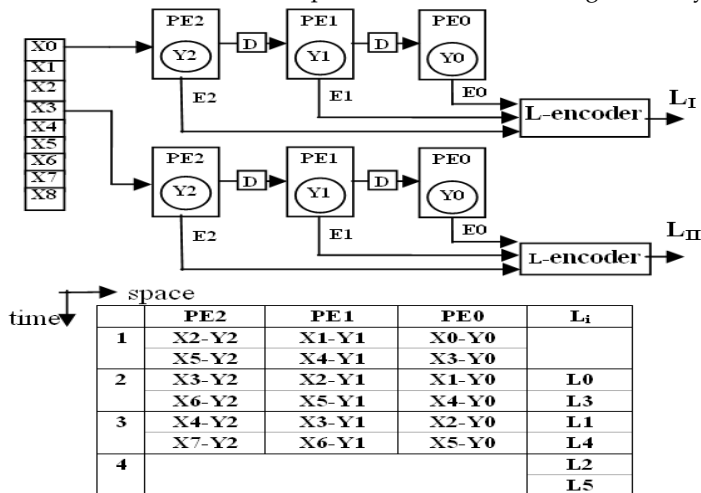 PE2 PE1 PE0
X0 D D
Y2 Y1 Y0
X1
X2 E2 E1 E0
L-encoder L_I
X3
X4
X5 PE2 PE1 PE0
X6
X7 D D
X8 Y2 Y1 Y0
E2 E1 E0
L-encoder L_II
space
time
PE2 PE1 PE0 L_i
1 X2-Y2 X1-Y1 X0-Y0
X5-Y2 X4-Y1 X3-Y0
2 X3-Y2 X2-Y1 X1-Y0 L0
X6-Y2 X5-Y1 X4-Y0 L3
3 X4-Y2 X3-Y1 X2-Y0 L1
X7-Y2 X6-Y1 X5-Y0 L4
4 L2
L5